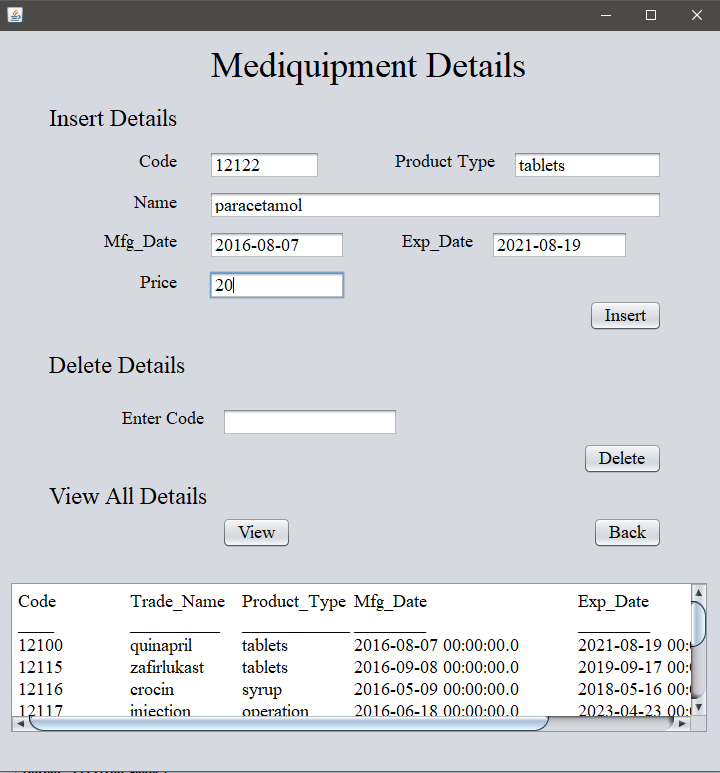 Mediquipment Details
Insert Details
Code 12122 Product Type tablets
Name paracetamol
Mfg_Date 2016-08-07 Exp_Date 2021-08-19
Price 20
Insert
Delete Details
Enter Code
Delete
View All Details
View Back
Code Trade_Name Product_Type Mfg_Date Exp_Date
12100 quinapril tablets 2016-08-07 00:00:00.0 2021-08-19 00:
12115 zafirlukast tablets 2016-09-08 00:00:00.0 2019-09-17 00:
12116 crocin syrup 2016-05-09 00:00:00.0 2018-05-16 00:
12117 injection operation 2016-06-18 00:00:00.0 2023-04-23 00: